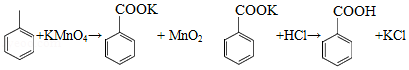 COOK COOK COOH
+KMnO₄→ + MnO₂ +HCl→ +KCl